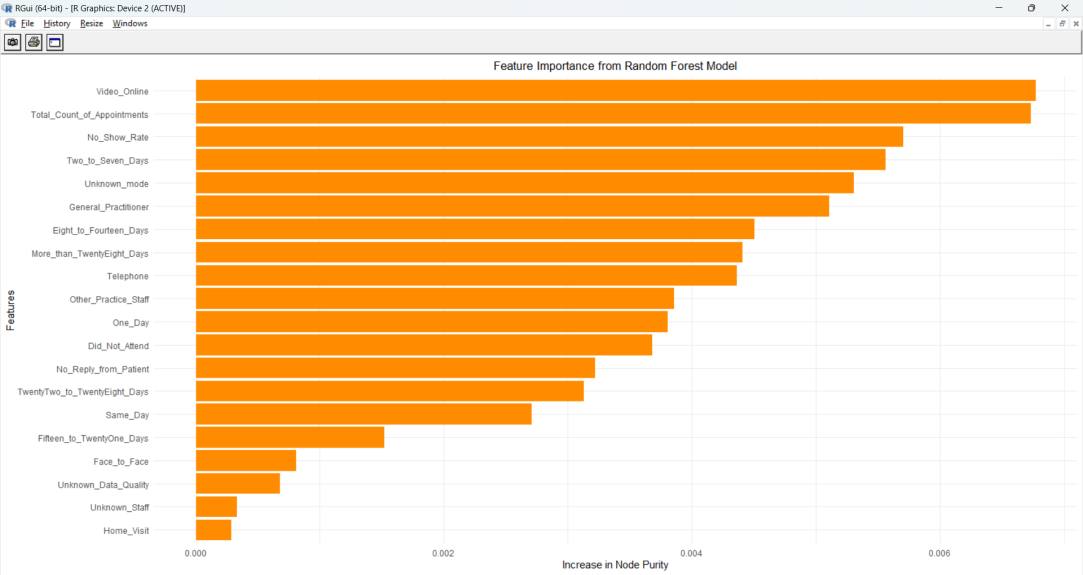 RGui (64-bit) - [R Graphics: Device 2 (ACTIVE)]
File History Resize Windows
Feature Importance from Random Forest Model
Video_Online
Total_Count_of_Appointments
No_Show_Rate
Two_to_Seven_Days
Unknown_mode
General_Practitioner
Eight_to_Fourteen_Days
More_than_TwentyEight_Days
Telephone
Other_Practice_Staff
One_Day
Did_Not_Attend
No_Reply_from_Patient
TwentyTwo_to_TwentyEight_Days
Same_Day
Fifteen_to_TwentyOne_Days
Face_to_Face
Unknown_Data_Quality
Unknown_Staff
Home_Visit
Features
0.000 0.002 0.004 0.006
Increase in Node Purity